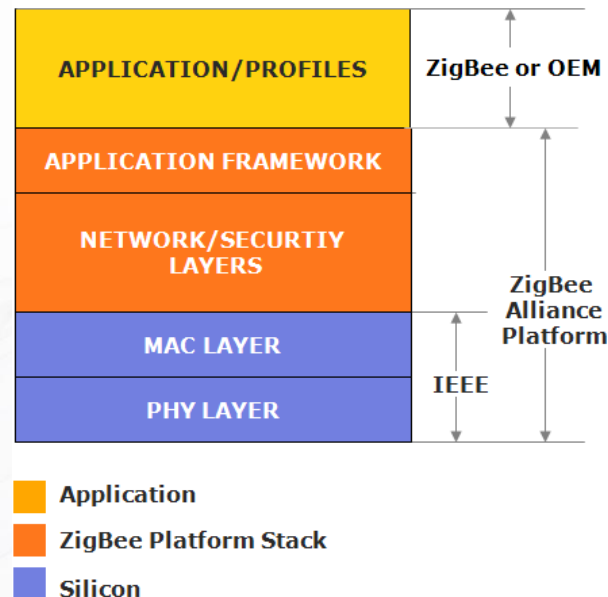 APPLICATION/PROFILES
ZigBee or OEM
APPLICATION FRAMEWORK
NETWORK/SECURTIY
LAYERS
ZigBee
Alliance
Platform
MAC LAYER
IEEE
PHY LAYER
Application
ZigBee Platform Stack
Silicon